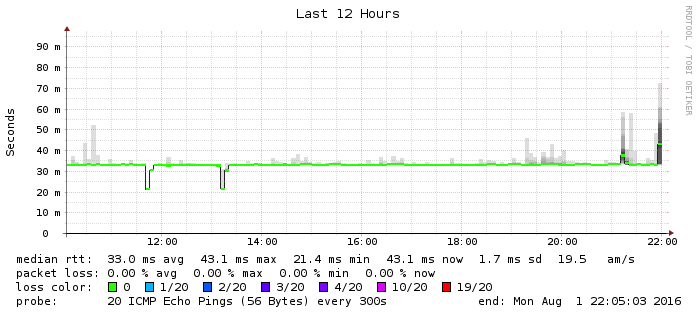 Last 12 Hours
RRDTOOL / TOBI OETIKER
Seconds
90 m
80 m
70 m
60 m
50 m
40 m
30 m
20 m
10 m
0
12:00 14:00 16:00 18:00 20:00 22:00
median rtt: 33.0 ms avg 43.1 ms max 21.4 ms min 43.1 ms now 1.7 ms sd 19.5 am/s
packet loss: 0.00 % avg 0.00 % max 0.00 % min 0.00 % now
loss color: 0 1/20 2/20 3/20 4/20 10/20 19/20
probe: 20 ICMP Echo Pings (56 Bytes) every 300s end: Mon Aug 1 22:05:03 2016